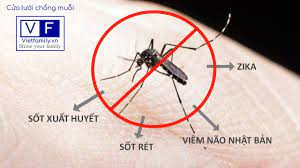 Cửa lưới chống muỗi
VF
Vietfamily.vn
Shine your family
ZIKA
SỐT XUẤT HUYẾT
SỐT RÉT
VIÊM NÃO NHẬT BẢN